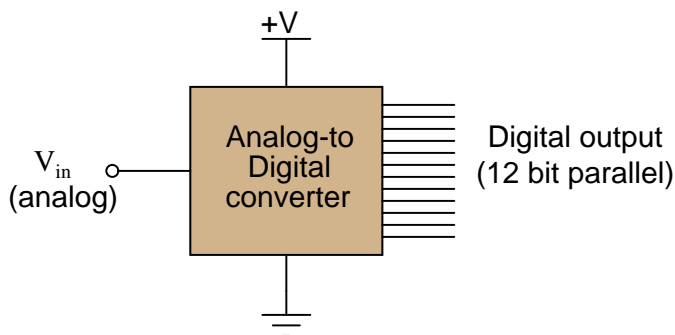 +V
Analog-to
Digital
converter
V_in
(analog)
Digital output
(12 bit parallel)